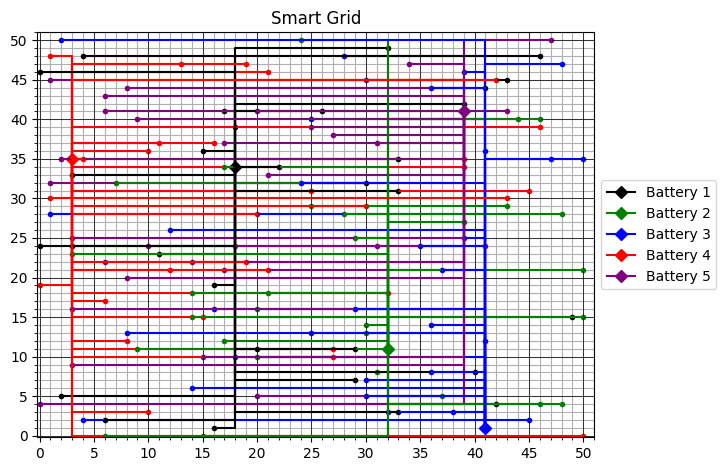 Smart Grid
50
45
40
35
30
25
20
15
10
5
0
0 5 10 15 20 25 30 35 40 45 50
Battery 1
Battery 2
Battery 3
Battery 4
Battery 5